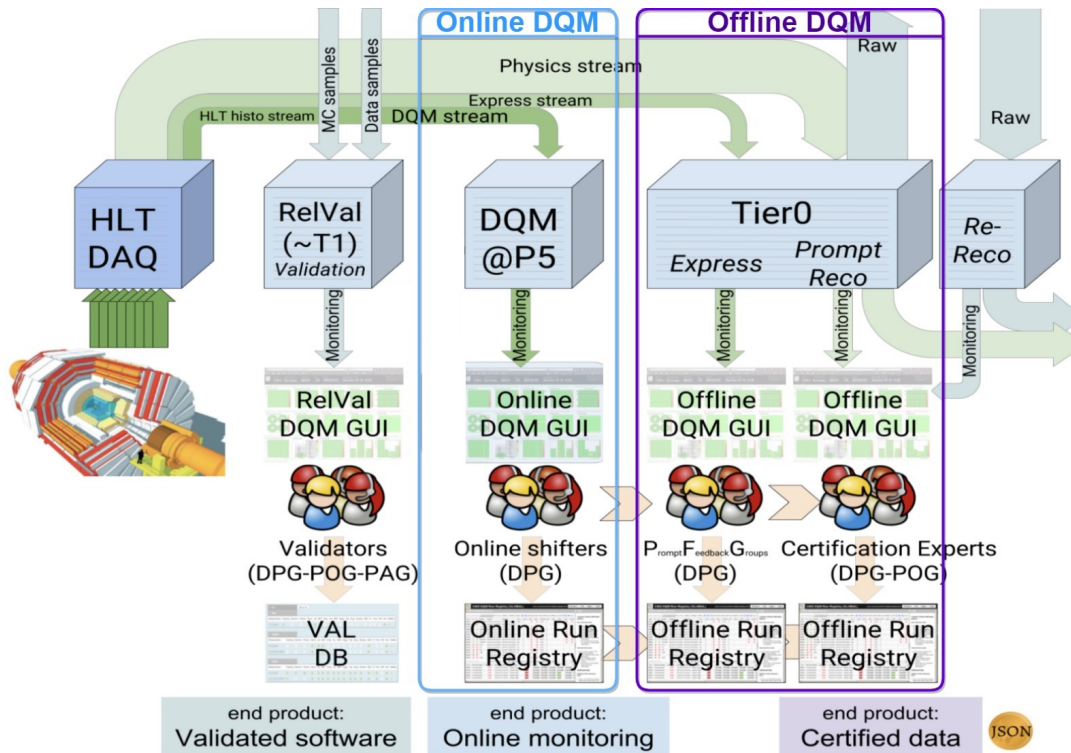 Online DQM
Offline DQM
MC samples
Data samples
Physics stream
Raw
Express stream
HLT histo stream
DQM stream
Raw
HLT
DAQ
RelVal
(~T1)
Validation
DQM
@P5
Tier0
Express
Prompt
Reco
Re-
Reco
Monitoring
Monitoring
Monitoring
Monitoring
Monitoring
RelVal
DQM GUI
Online
DQM GUI
Offline
DQM GUI
Offline
DQM GUI
Validators
(DPG-POG-PAG)
Online shifters
(DPG)
PromptFeedbackGroups
(DPG)
Certification Experts
(DPG-POG)
VAL
DB
Online Run
Registry
Offline Run
Registry
Offline Run
Registry
end product:
Validated software
end product:
Online monitoring
end product:
Certified data
JSON